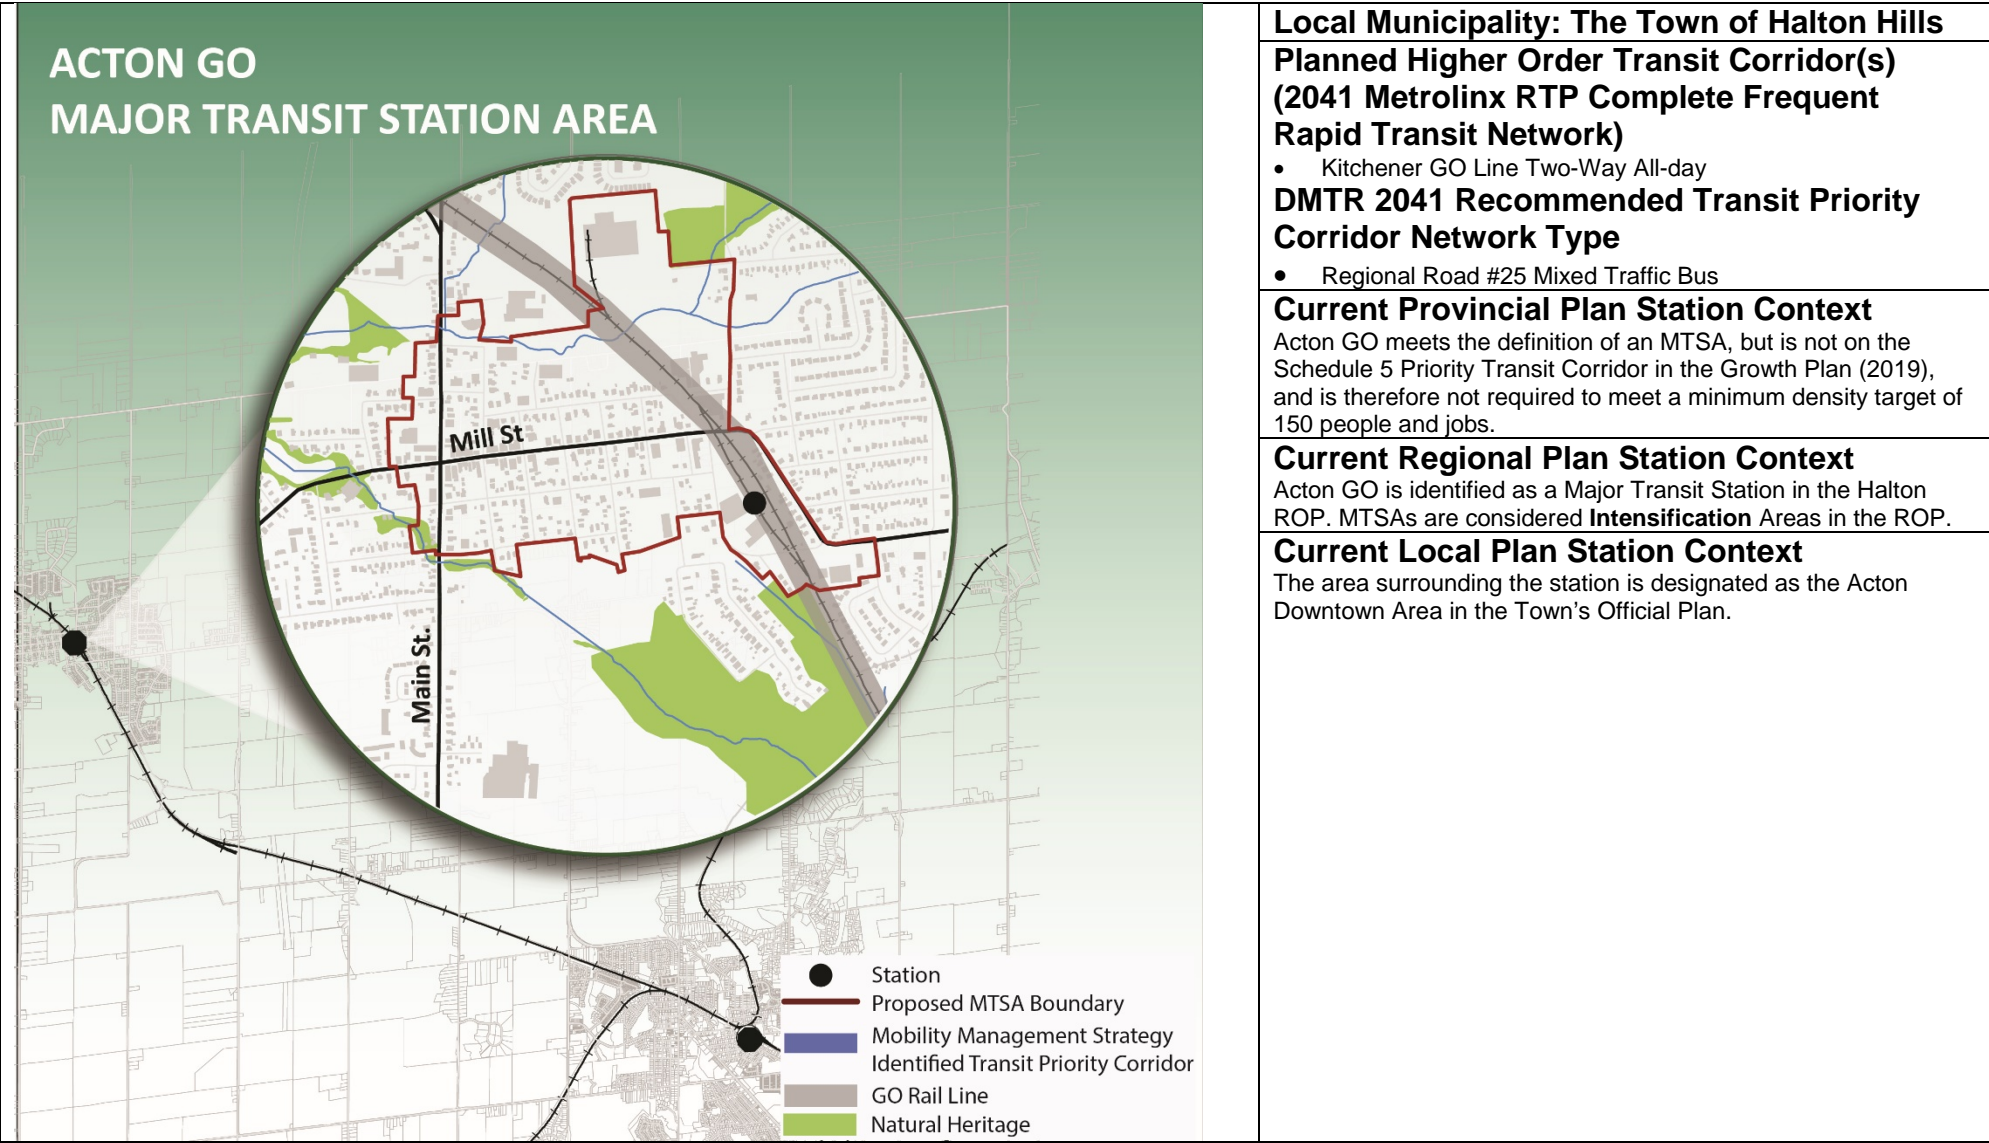 ACTON GO
MAJOR TRANSIT STATION AREA
Mill St
Main St.
Station
Proposed MTSA Boundary
Mobility Management Strategy
Identified Transit Priority Corridor
GO Rail Line
Natural Heritage
Local Municipality: The Town of Halton Hills
Planned Higher Order Transit Corridor(s)
(2041 Metrolinx RTP Complete Frequent
Rapid Transit Network)
• Kitchener GO Line Two-Way All-day
DMTR 2041 Recommended Transit Priority
Corridor Network Type
• Regional Road #25 Mixed Traffic Bus
Current Provincial Plan Station Context
Acton GO meets the definition of an MTSA, but is not on the
Schedule 5 Priority Transit Corridor in the Growth Plan (2019),
and is therefore not required to meet a minimum density target of
150 people and jobs.
Current Regional Plan Station Context
Acton GO is identified as a Major Transit Station in the Halton
ROP. MTSAs are considered Intensification Areas in the ROP.
Current Local Plan Station Context
The area surrounding the station is designated as the Acton
Downtown Area in the Town's Official Plan.